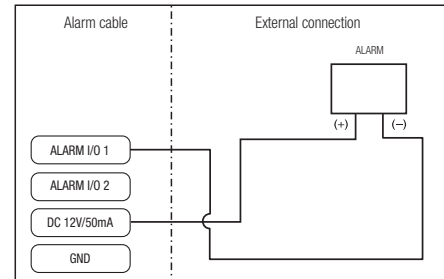 Alarm cable
External connection
ALARM
(+)
(−)
ALARM I/O 1
ALARM I/O 2
DC 12V/50mA
GND